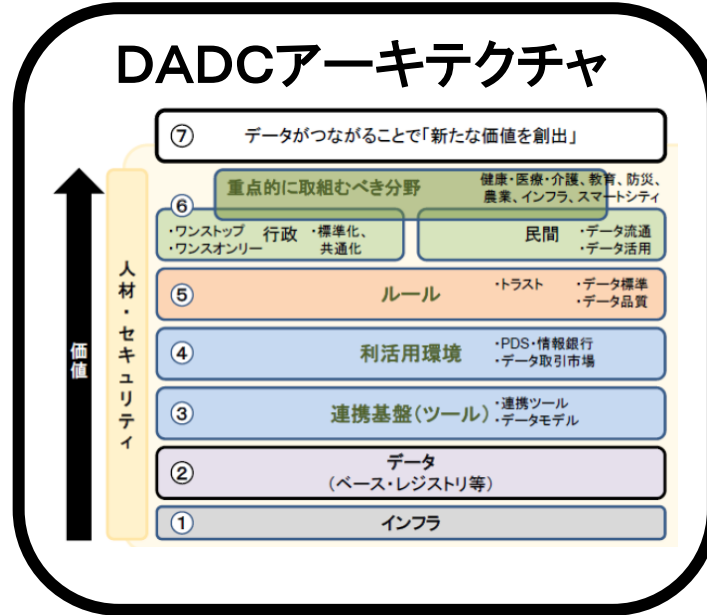 DADCアーキテクチャ
⑦ データがつながることで「新たな価値を創出」
重点的に取組むべき分野
健康・医療・介護、教育、防災、
農業、インフラ、スマートシティ
⑥
・ワンストップ
・ワンスオンリー
行政
・標準化、
共通化
民間
・データ流通
・データ活用
⑤ ルール
・トラスト ・データ標準
・データ品質
④ 利活用環境
・PDS・情報銀行
・データ取引市場
③ 連携基盤(ツール)
・連携ツール
・データモデル
② データ
(ベース・レジストリ等)
① インフラ
価値
人材・セキュリティ